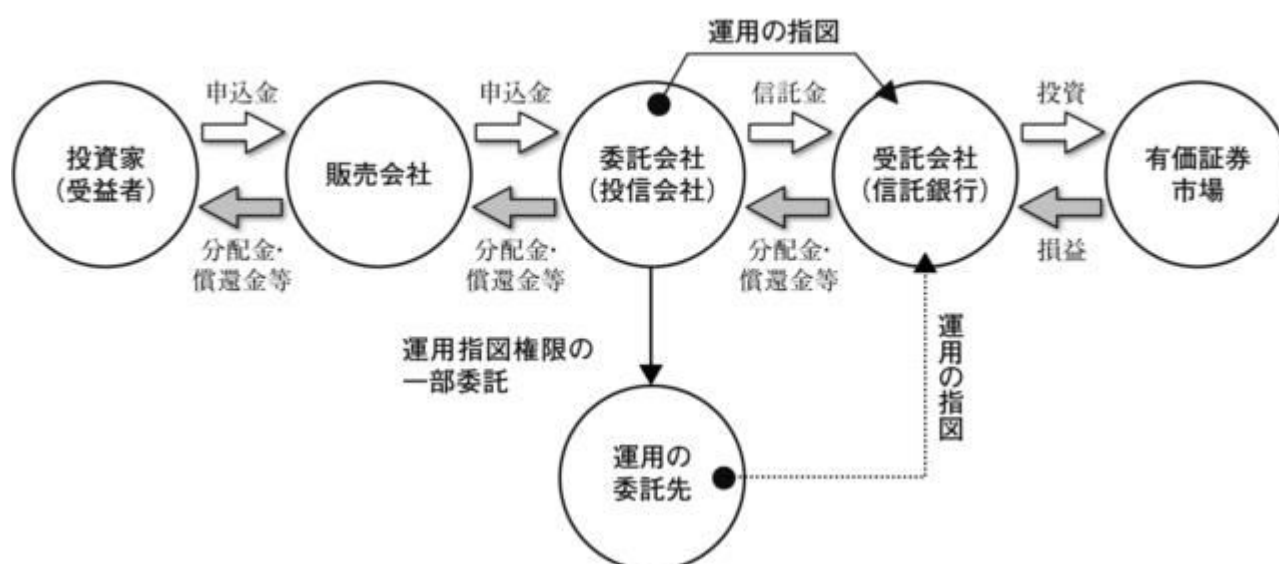 運用の指図
申込金
申込金
信託金
投資
投資家
(受益者)
販売会社
委託会社
(投信会社)
受託会社
(信託銀行)
有価証券
市場
分配金・
償還金等
分配金・
償還金等
分配金・
償還金等
損益
運用指図権限の
一部委託
運用の指図
運用の
委託先